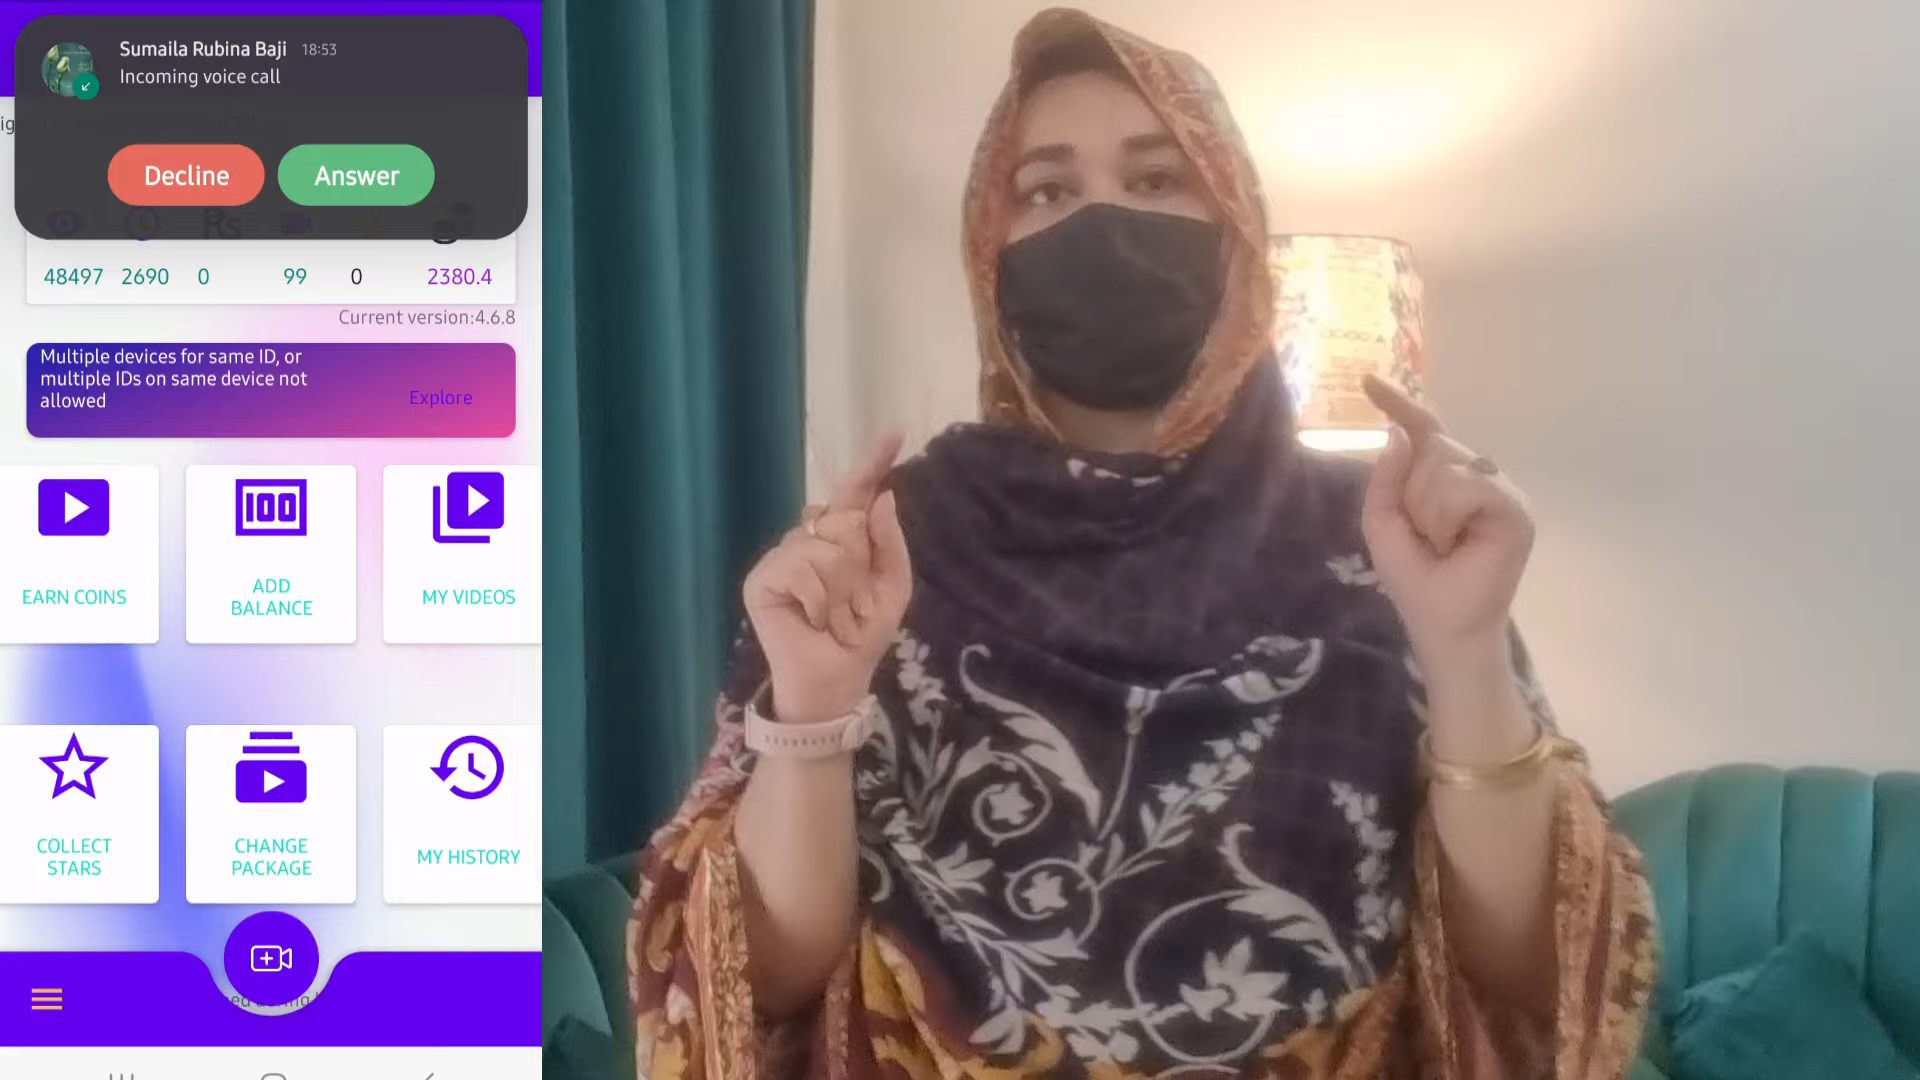 Sumaila Rubina Baji 18:53
Incoming voice call
Decline Answer
Rs
48497 2690 0 99 0 2380.4
Current version:4.6.8
Multiple devices for same ID, or
multiple IDs on same device not
allowed
Explore
EARN COINS
100
ADD
BALANCE
MY VIDEOS
COLLECT
STARS
CHANGE
PACKAGE
MY HISTORY